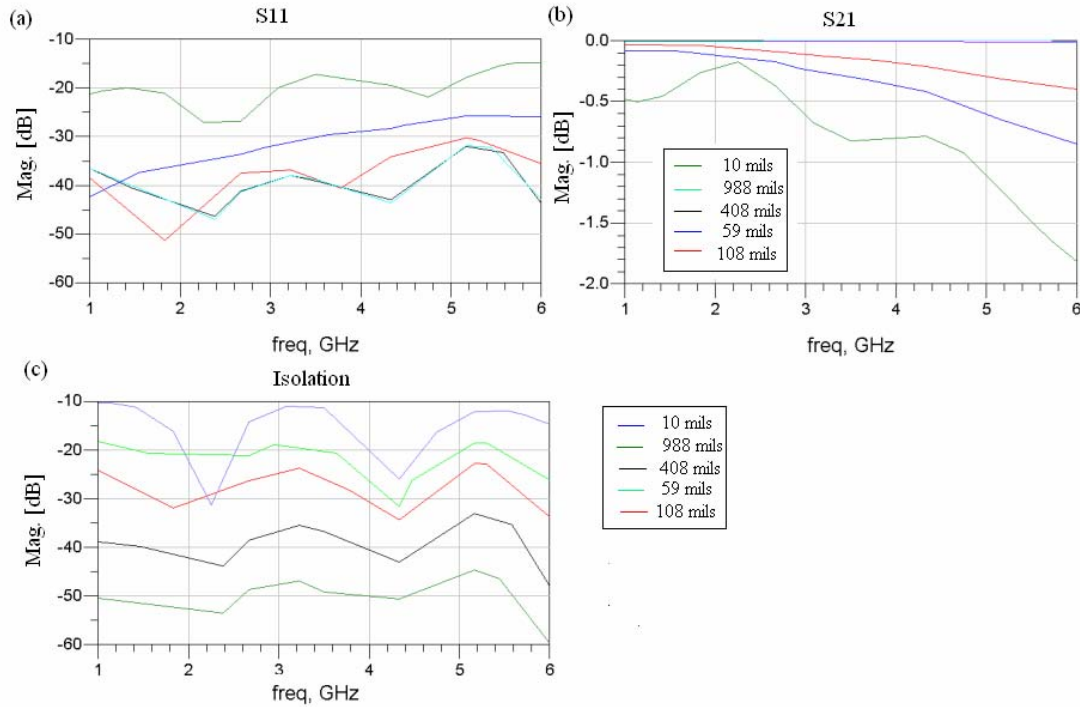 (a)
S11
-10
-20
-30
-40
-50
-60
Mag. [dB]
1
2
3
4
5
6
freq, GHz
(b)
S21
0.0
-0.5
-1.0
-1.5
-2.0
Mag. [dB]
10 mils
988 mils
408 mils
59 mils
108 mils
1
2
3
4
5
6
freq, GHz
(c)
Isolation
-10
-20
-30
-40
-50
-60
Mag. [dB]
1
2
3
4
5
6
freq, GHz
10 mils
988 mils
408 mils
59 mils
108 mils